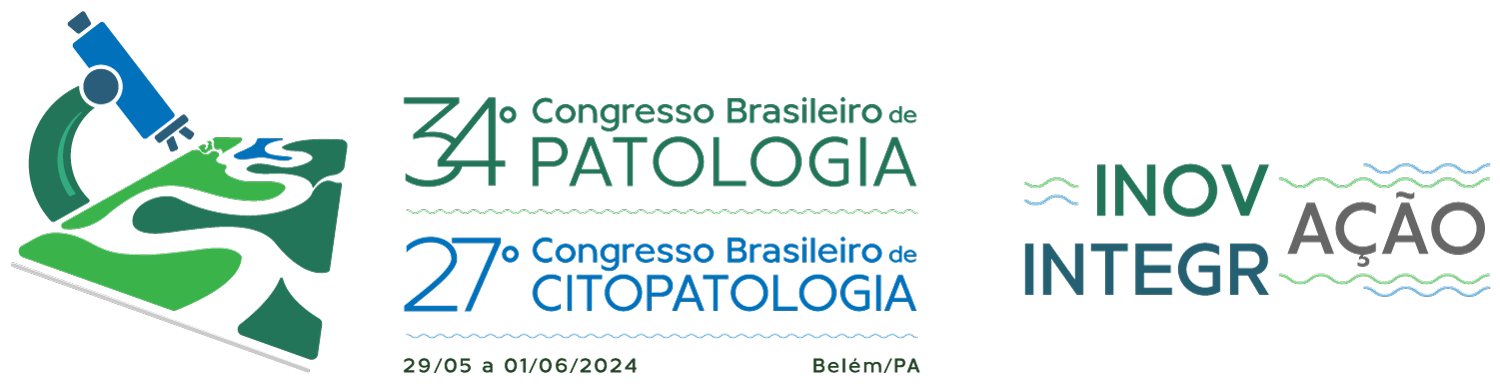 34º Congresso Brasileiro de
PATOLOGIA
27º Congresso Brasileiro de
CITOPATOLOGIA
29/05 a 01/06/2024 Belém/PA
INOV
INTEGR
AÇÃO